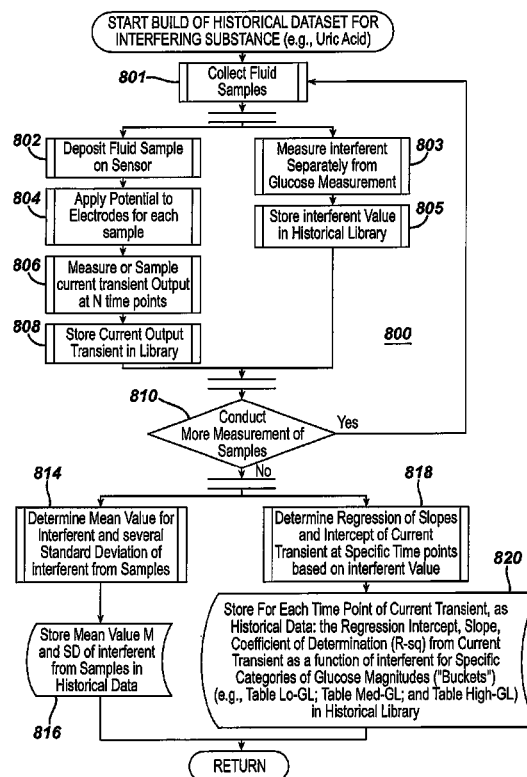 START BUILD OF HISTORICAL DATASET FOR
INTERFERING SUBSTANCE (e.g., Uric Acid)
801
Collect Fluid
Samples
802
Deposit Fluid Sample
on Sensor
804
Apply Potential to
Electrodes for each
sample
806
Measure or Sample
current transient Output
at N time points
808
Store Current Output
Transient in Library
Measure Interferent
Separately from
Glucose Measurement
803
Store interferent Value
in Historical Library
805
800
810
Conduct
More Measurement of
Samples
Yes
No
814
Determine Mean Value for
Interferent and several
Standard Deviation of
interferent from Samples
Store Mean Value M
and SD of interferent
from Samples in
Historical Data
816
818
Determine Regression of Slopes
and Intercept of Current
Transient at Specific Time points
based on interferent Value
820
Store For Each Time Point of Current Transient, as
Historical Data: the Regression Intercept, Slope,
Coefficient of Determination (R-sq) from Current
Transient as a function of interferent for Specific
Categories of Glucose Magnitudes ("Buckets")
(e.g., Table Lo-GL; Table Med-GL; and Table High-GL)
in Historical Library
RETURN